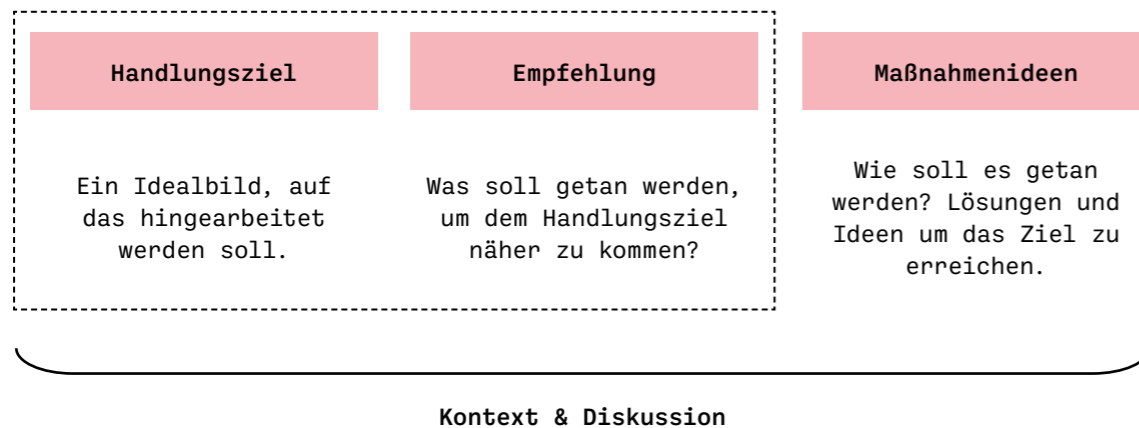 Handlungsziel
Ein Idealbild, auf
das hingearbeitet
werden soll.
Empfehlung
Was soll getan werden,
um dem Handlungsziel
näher zu kommen?
Maßnahmenideen
Wie soll es getan
werden? Lösungen und
Ideen um das Ziel zu
erreichen.
Kontext & Diskussion